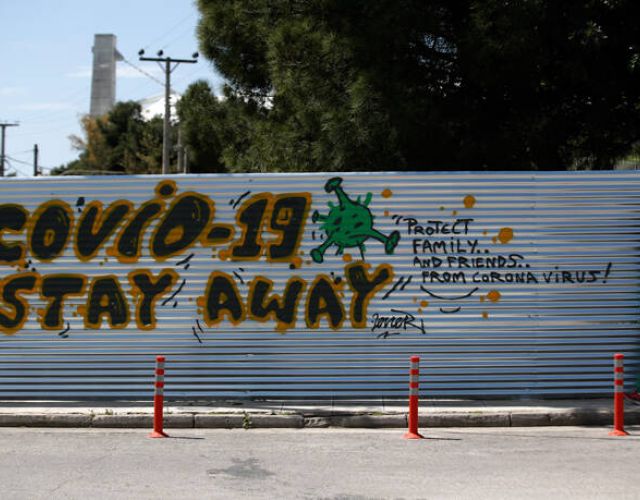 COViD-19
STAY AWAY
PROTECT
FAMILY..
AND FRiENDS..
FROM CORONA ViRUS!